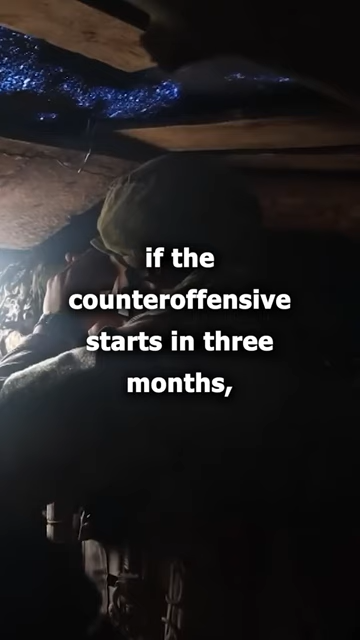 if the
counteroffensive
starts in three
months,